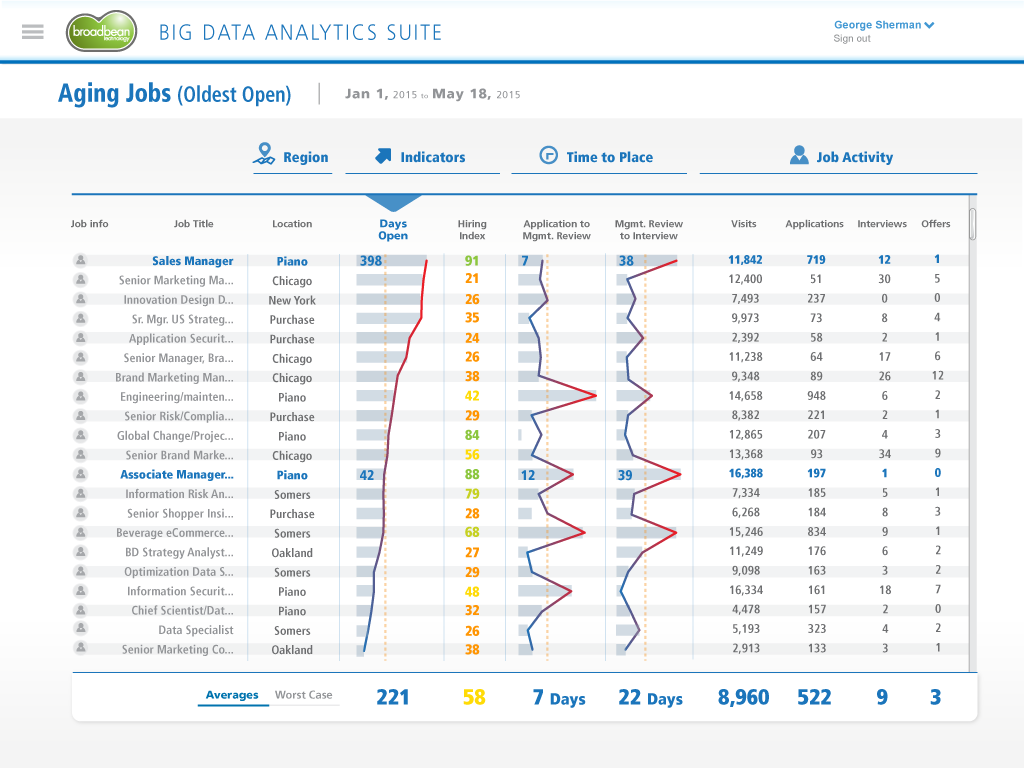 broadbean
technology
BIG DATA ANALYTICS SUITE
George Sherman
Sign out
Aging Jobs (Oldest Open)
Jan 1, 2015 to May 18, 2015
Region Indicators Time to Place Job Activity
Job info Job Title Location Days Open Hiring Index Application to Mgmt. Review Mgmt. Review to Interview Visits Applications Interviews Offers
Sales Manager Piano 398 91 7 38 11,842 719 12 1
Senior Marketing Ma... Chicago 21 12,400 51 30 5
Innovation Design D... New York 26 7,493 237 0 0
Sr. Mgr. US Strateg... Purchase 35 9,973 73 8 4
Application Securit... Purchase 24 2,392 58 2 1
Senior Manager, Bra... Chicago 26 11,238 64 17 6
Brand Marketing Man... Chicago 38 9,348 89 26 12
Engineering/mainten... Piano 42 14,658 948 6 2
Senior Risk/Complia... Purchase 29 8,382 221 2 1
Global Change/Projec... Piano 84 12,865 207 4 3
Senior Brand Marke... Chicago 56 13,368 93 34 9
Associate Manager... Piano 42 88 12 39 16,388 197 1 0
Information Risk An... Somers 79 7,334 185 5 1
Senior Shopper Insi... Purchase 28 6,268 184 8 3
Beverage eCommerce... Somers 68 15,246 834 9 1
BD Strategy Analyst... Oakland 27 11,249 176 6 2
Optimization Data S... Somers 29 9,098 163 3 2
Information Securit... Piano 48 16,334 161 18 7
Chief Scientist/Dat... Piano 32 4,478 157 2 0
Data Specialist Somers 26 5,193 323 4 2
Senior Marketing Co... Oakland 38 2,913 133 3 1
Averages Worst Case 221 58 7 Days 22 Days 8,960 522 9 3